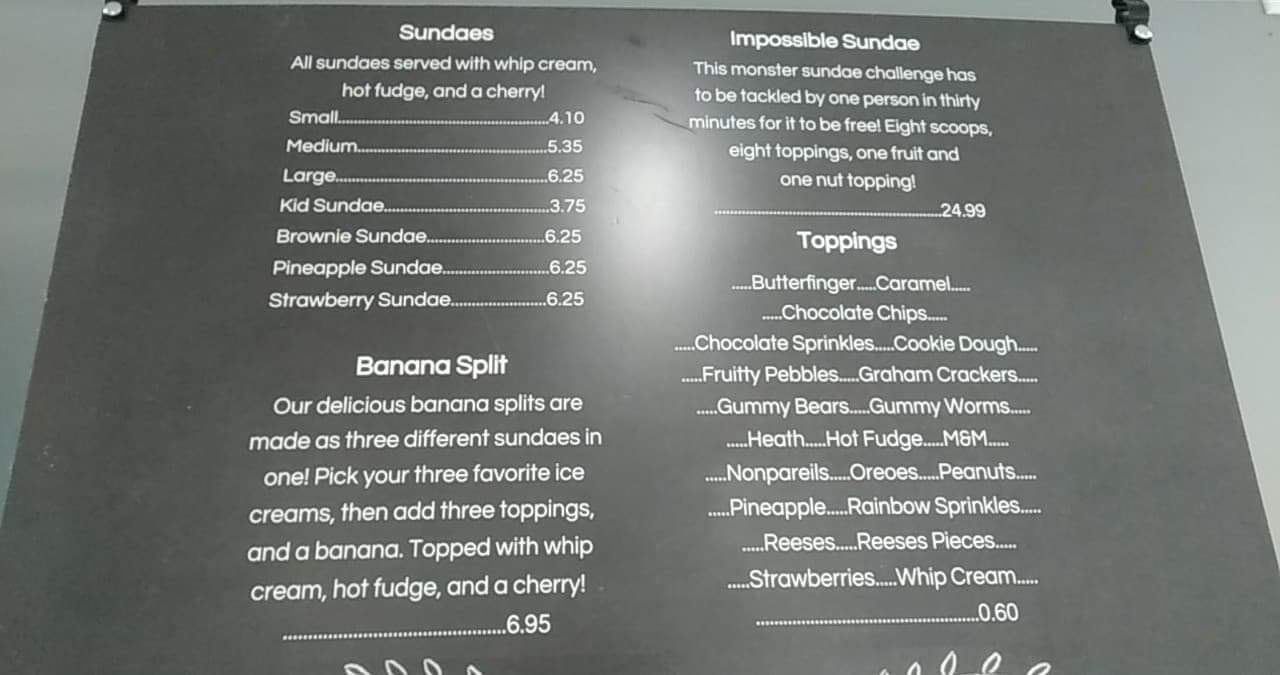 Sundaes
All sundaes served with whip cream,
hot fudge, and a cherry!
Small..........................................4.10
Medium......................................5.35
Large..........................................6.25
Kid Sundae.................................3.75
Brownie Sundae.......................6.25
Pineapple Sundae.....................6.25
Strawberry Sundae...................6.25
Banana Split
Our delicious banana splits are
made as three different sundaes in
one! Pick your three favorite ice
creams, then add three toppings,
and a banana. Topped with whip
cream, hot fudge, and a cherry!
..........................................6.95
Impossible Sundae
This monster sundae challenge has
to be tackled by one person in thirty
minutes for it to be free! Eight scoops,
eight toppings, one fruit and
one nut topping!
..............................................24.99
Toppings
.....Butterfinger.....Caramel.....
.....Chocolate Chips.....
.....Chocolate Sprinkles.....Cookie Dough.....
.....Fruitty Pebbles.....Graham Crackers.....
.....Gummy Bears.....Gummy Worms.....
.....Heath.....Hot Fudge.....M&M.....
.....Nonpareils.....Oreoes.....Peanuts.....
.....Pineapple.....Rainbow Sprinkles.....
.....Reeses.....Reeses Pieces.....
.....Strawberries.....Whip Cream.....
..........................................0.60